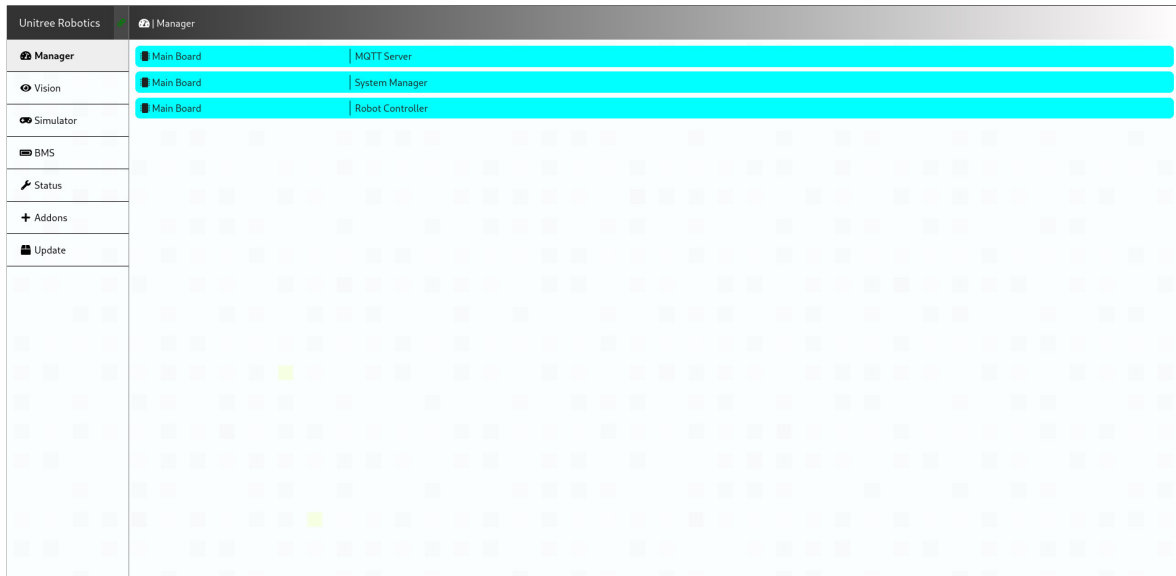 Unitree Robotics
| Manager
Manager
Vision
Simulator
BMS
Status
Addons
Update
Main Board | MQTT Server
Main Board | System Manager
Main Board | Robot Controller